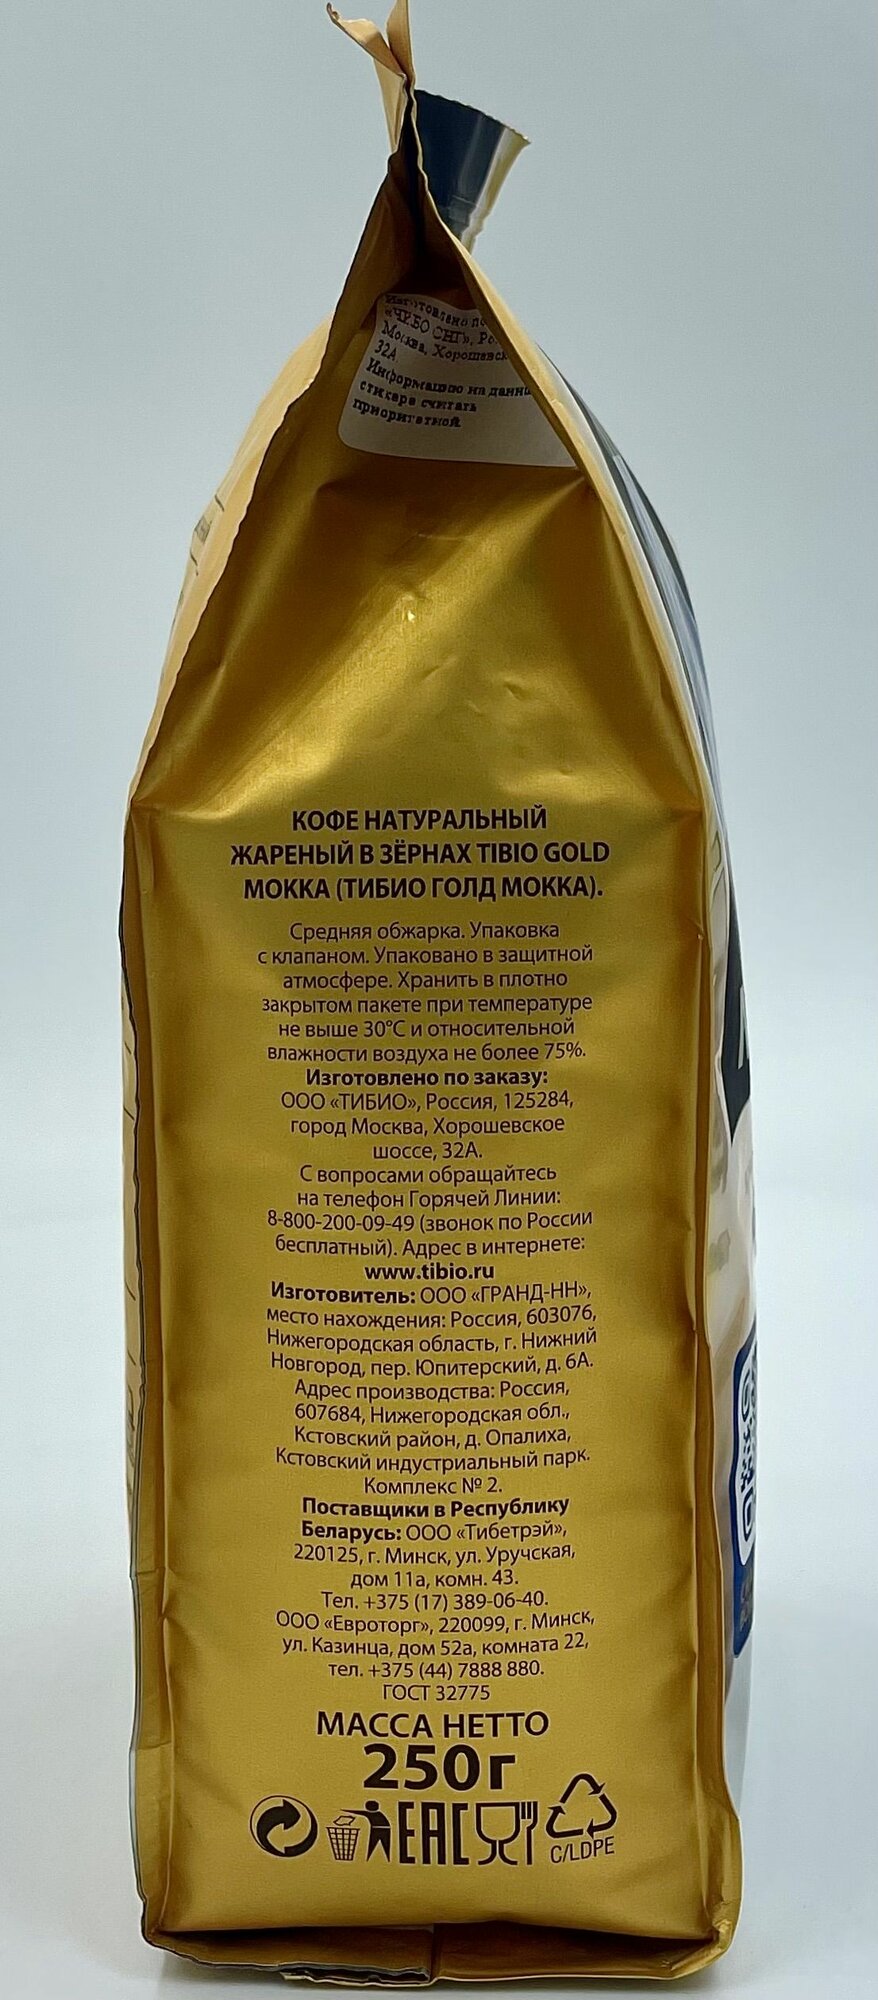 Изготовлено по
«ЧИБО СНГ»,
Москва, Хорошевск
32А
Информацию на данн
стикере считать
приоритетной
КОФЕ НАТУРАЛЬНЫЙ
ЖАРЕНЫЙ В ЗЁРНАХ TIBIO GOLD
МОККА (ТИБИО ГОЛД МОККА).
Средняя обжарка. Упаковка
с клапаном. Упаковано в защитной
атмосфере. Хранить в плотно
закрытом пакете при температуре
не выше 30°С и относительной
влажности воздуха не более 75%.
Изготовлено по заказу:
ООО «ТИБИО», Россия, 125284,
город Москва, Хорошевское
шоссе, 32А.
С вопросами обращайтесь
на телефон Горячей Линии:
8-800-200-09-49 (звонок по России
бесплатный). Адрес в интернете:
www.tibio.ru
Изготовитель: ООО «ГРАНД-НН»,
место нахождения: Россия, 603076,
Нижегородская область, г. Нижний
Новгород, пер. Юпитерский, д. 6А.
Адрес производства: Россия,
607684, Нижегородская обл.,
Кстовский район, д. Опалиха,
Кстовский индустриальный парк.
Комплекс № 2.
Поставщики в Республику
Беларусь: ООО «Тибетрэй»,
220125, г. Минск, ул. Уручская,
дом 11а, комн. 43.
Тел. +375 (17) 389-06-40.
ООО «Евроторг», 220099, г. Минск,
ул. Казинца, дом 52а, комната 22,
тел. +375 (44) 7888 880.
ГОСТ 32775
МАССА НЕТТО
250г
EAC
C/LDPE